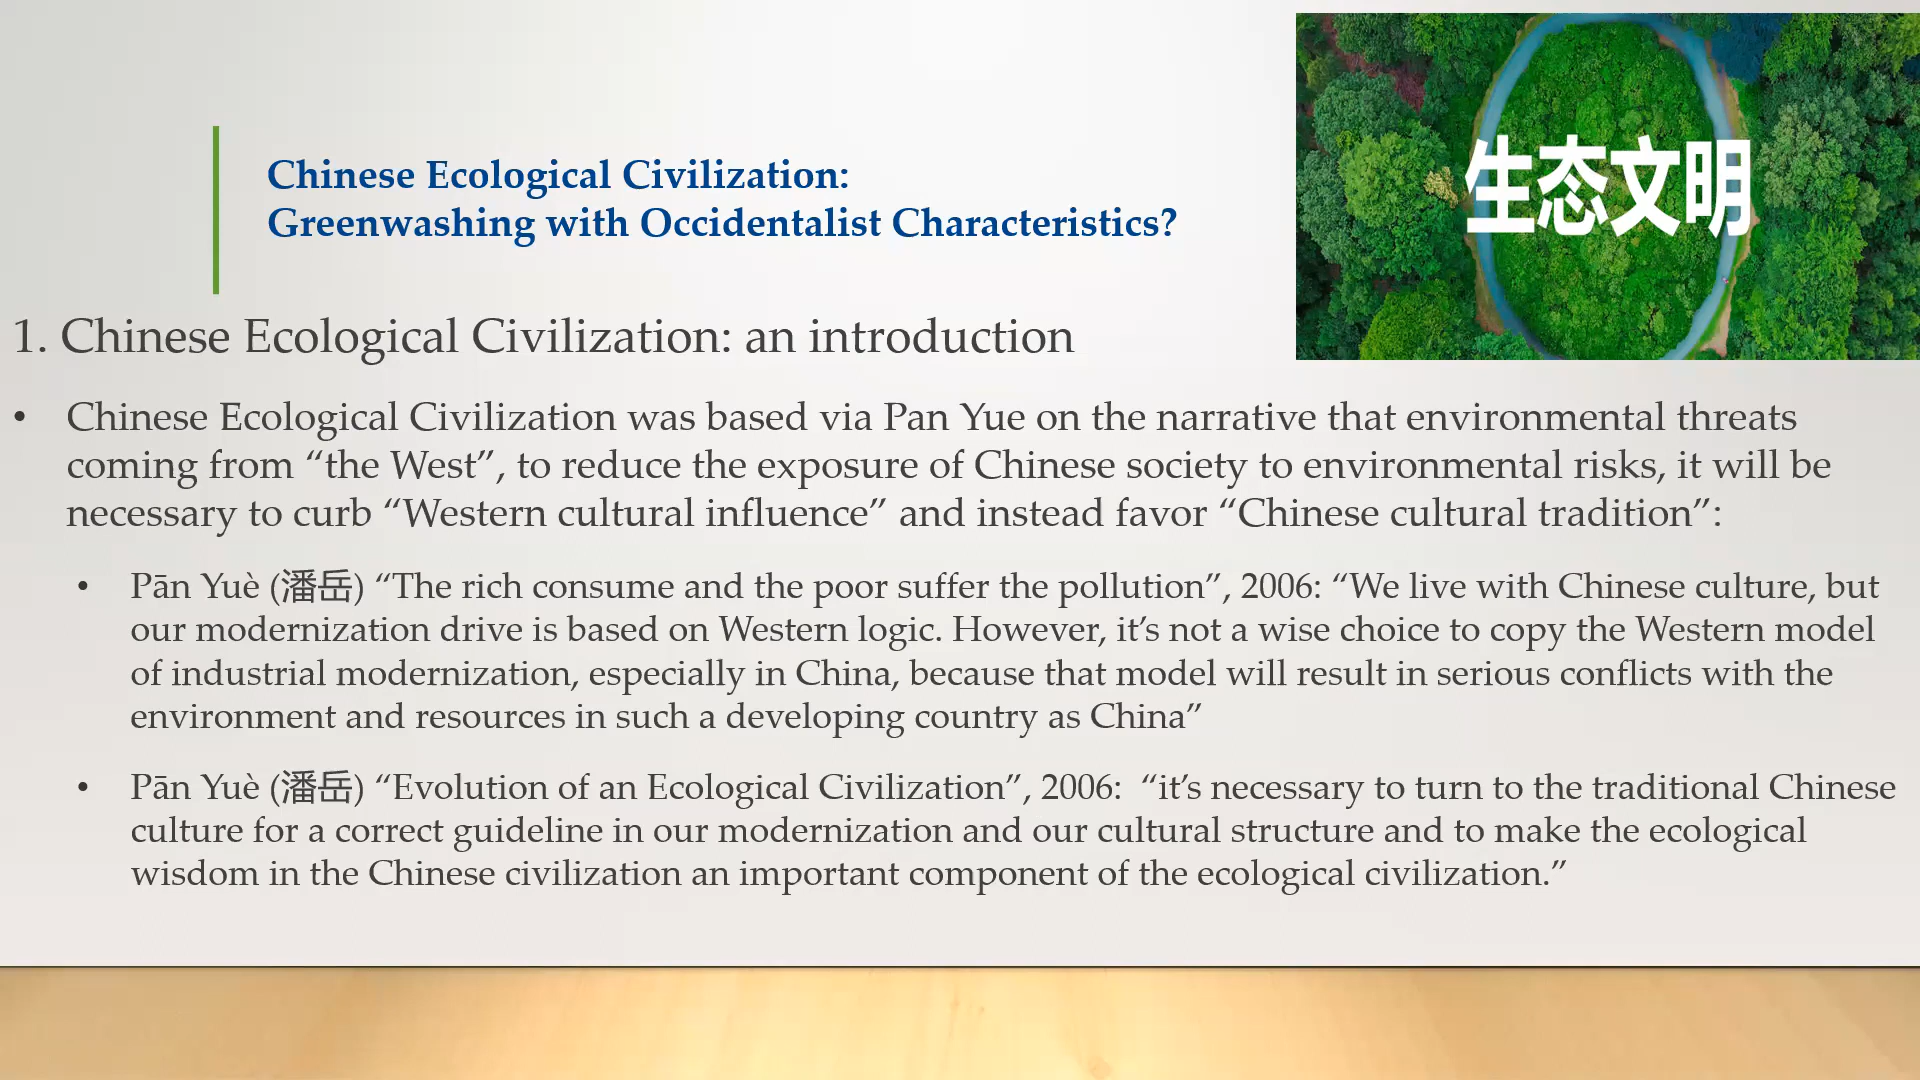 生态文明
Chinese Ecological Civilization:
Greenwashing with Occidentalist Characteristics?
1. Chinese Ecological Civilization: an introduction
• Chinese Ecological Civilization was based via Pan Yue on the narrative that environmental threats
coming from “the West”, to reduce the exposure of Chinese society to environmental risks, it will be
necessary to curb “Western cultural influence” and instead favor “Chinese cultural tradition”:
• Pān Yuè (潘岳) “The rich consume and the poor suffer the pollution”, 2006: “We live with Chinese culture, but
our modernization drive is based on Western logic. However, it’s not a wise choice to copy the Western model
of industrial modernization, especially in China, because that model will result in serious conflicts with the
environment and resources in such a developing country as China”
• Pān Yuè (潘岳) “Evolution of an Ecological Civilization”, 2006: “it’s necessary to turn to the traditional Chinese
culture for a correct guideline in our modernization and our cultural structure and to make the ecological
wisdom in the Chinese civilization an important component of the ecological civilization.”